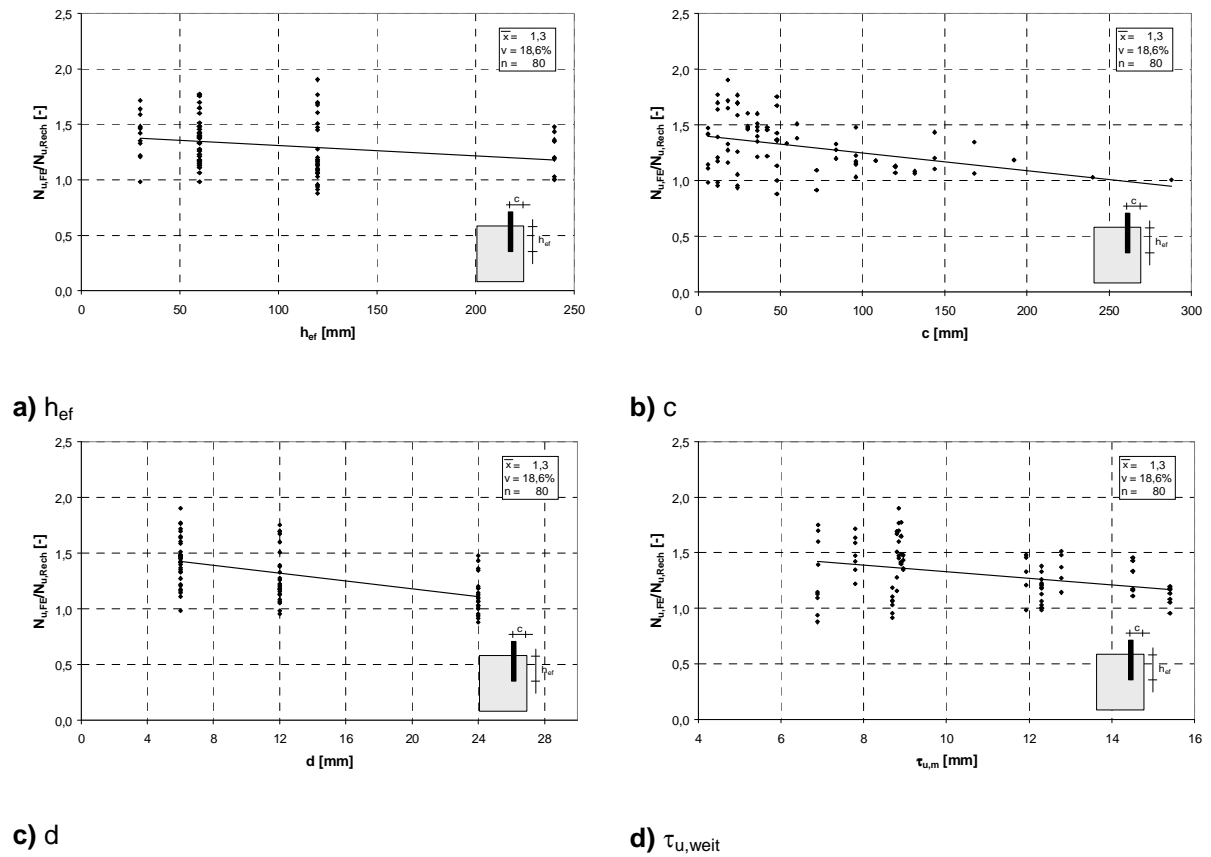 2,5
2,0
1,5
1,0
0,5
0,0
N_u,FE/N_u,Rech [-]
x̅ = 1,3
v = 18,6%
n = 80
c
h_ef
0 50 100 150 200 250
h_ef [mm]
a) h_ef
2,5
2,0
1,5
1,0
0,5
0,0
N_u,FE/N_u,Rech [-]
x̅ = 1,3
v = 18,6%
n = 80
c
h_ef
0 50 100 150 200 250 300
c [mm]
b) c
2,5
2,0
1,5
1,0
0,5
0,0
N_u,FE/N_u,Rech [-]
x̅ = 1,3
v = 18,6%
n = 80
c
h_ef
0 4 8 12 16 20 24 28
d [mm]
c) d
2,5
2,0
1,5
1,0
0,5
0,0
N_u,FE/N_u,Rech [-]
x̅ = 1,3
v = 18,6%
n = 80
c
h_ef
4 6 8 10 12 14 16
τ_u,m [mm]
d) τ_u,weit